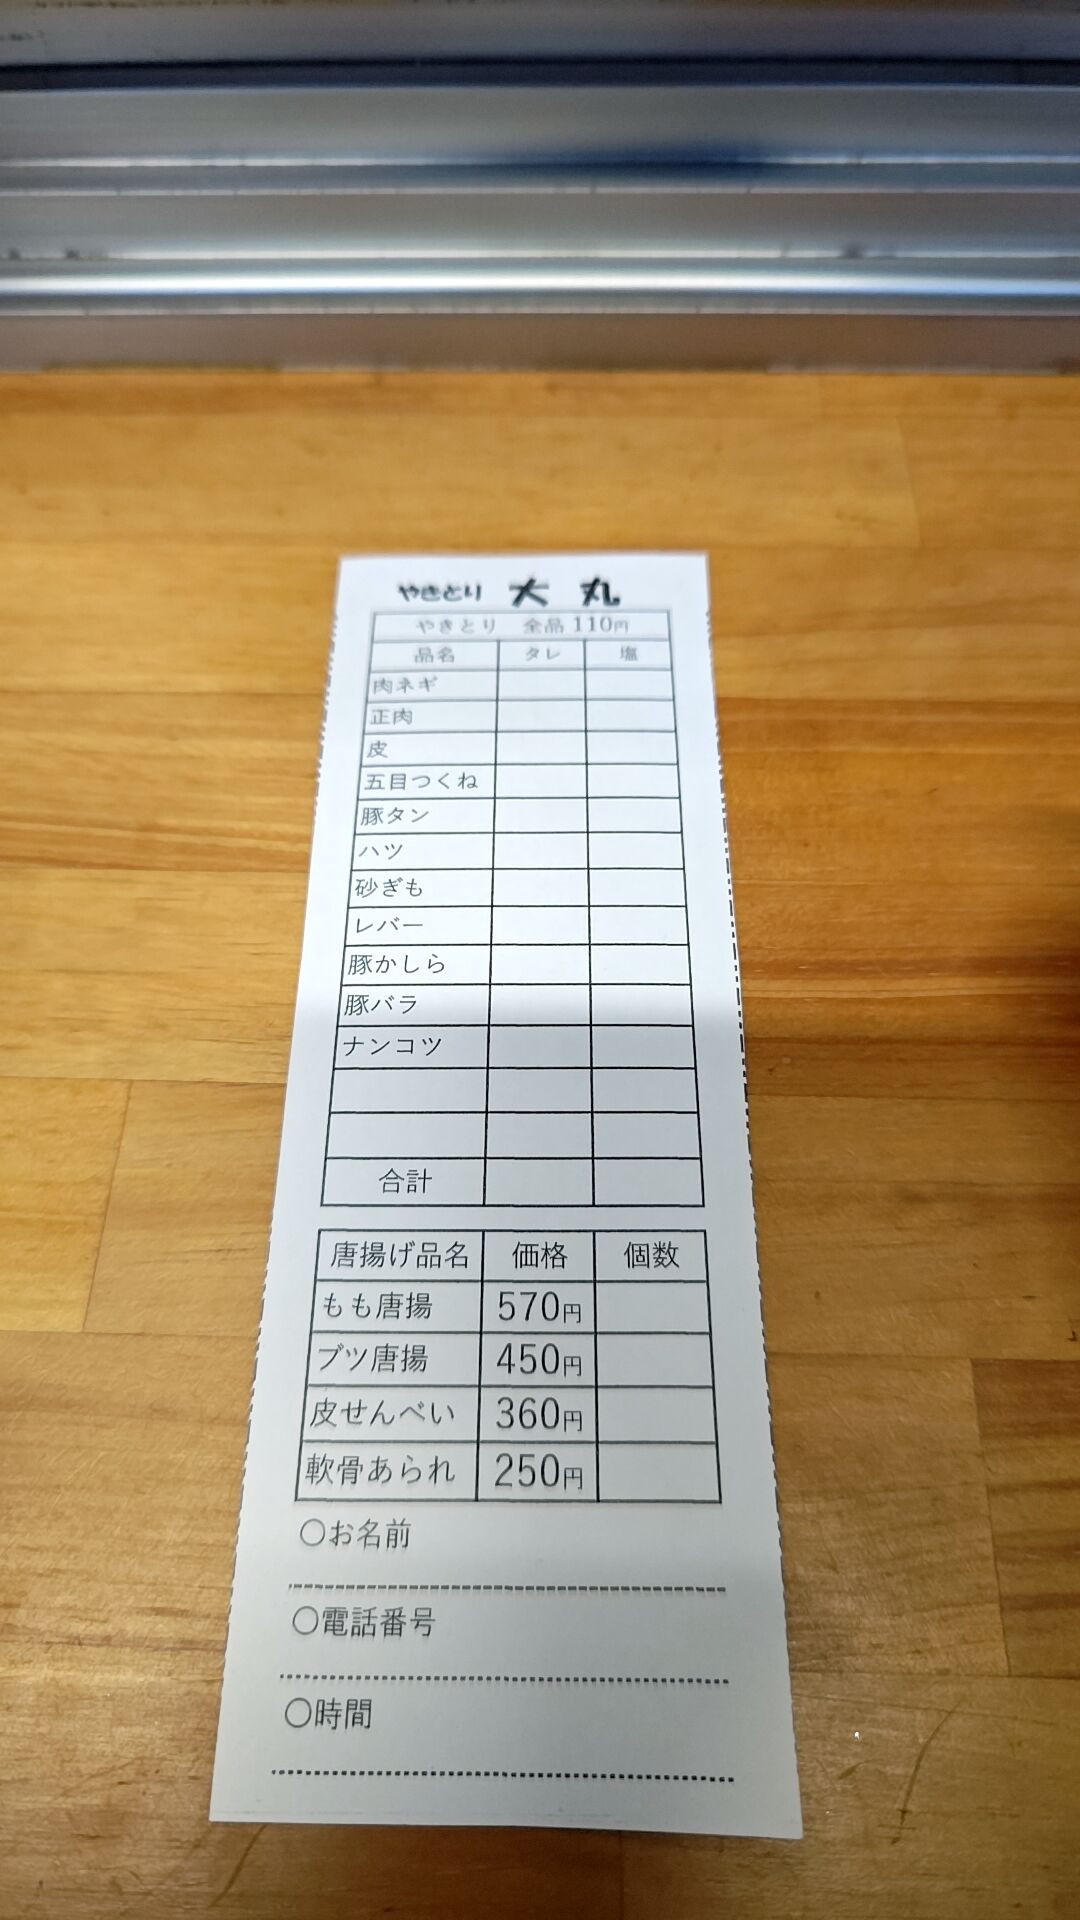 やきとり 大丸
やきとり 全品110円
品名 タレ 塩
肉ネギ
正肉
皮
五目つくね
豚タン
ハツ
砂ぎも
レバー
豚かしら
豚バラ
ナンコツ
合計
唐揚げ品名 価格 個数
もも唐揚 570円
ブツ唐揚 450円
皮せんべい 360円
軟骨あられ 250円
〇お名前
〇電話番号
〇時間